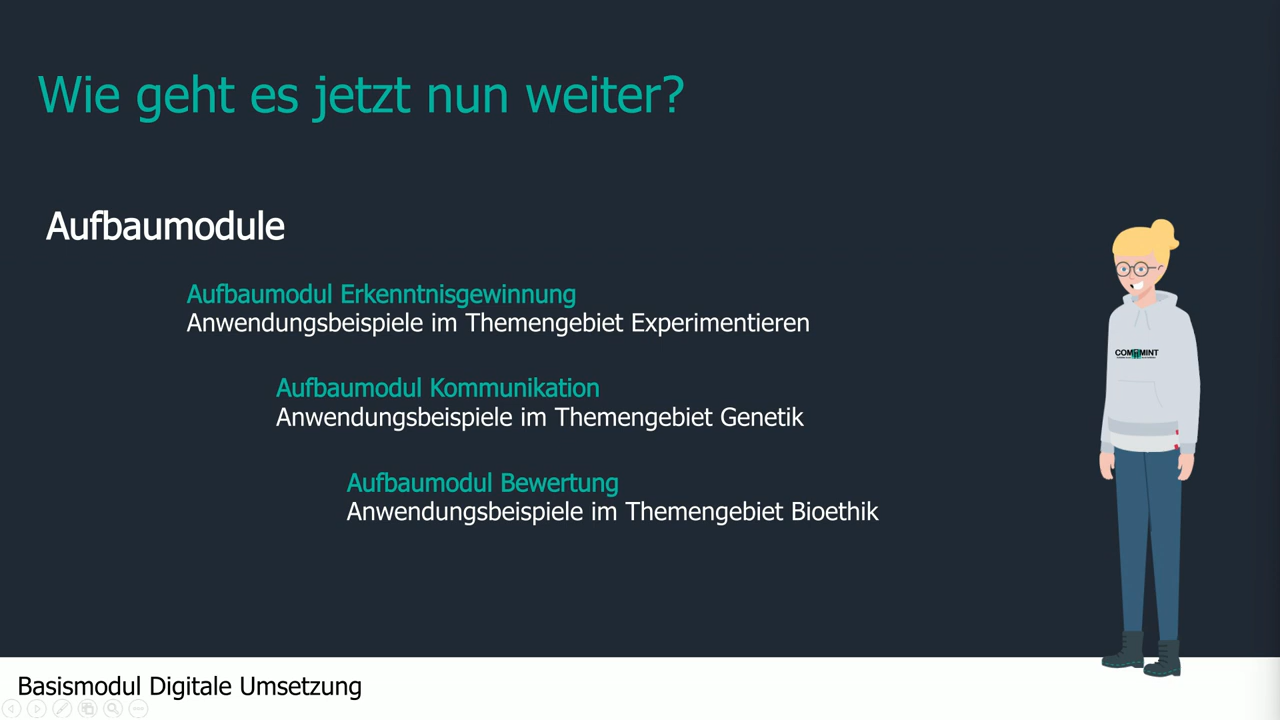 Wie geht es jetzt nun weiter?
Aufbaumodule
Aufbaumodul Erkenntnisgewinnung
Anwendungsbeispiele im Themengebiet Experimentieren
Aufbaumodul Kommunikation
Anwendungsbeispiele im Themengebiet Genetik
Aufbaumodul Bewertung
Anwendungsbeispiele im Themengebiet Bioethik
Basismodul Digitale Umsetzung